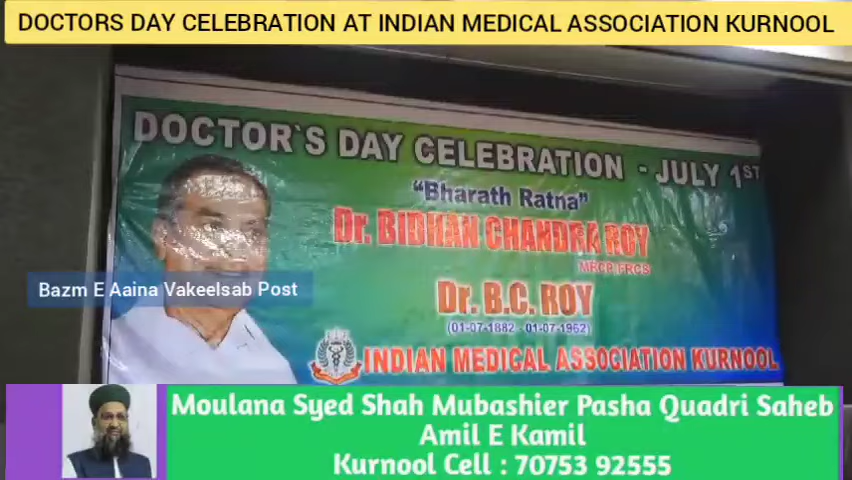 DOCTORS DAY CELEBRATION AT INDIAN MEDICAL ASSOCIATION KURNOOL
DOCTOR`S DAY CELEBRATION - JULY 1ST
"Bharath Ratna"
Dr. BIDHAN CHANDRA ROY
MRCP FRCS
Dr. B.C. ROY
(01-07-1882 - 01-07-1962)
Bazm E Aaina Vakeelsab Post
INDIAN MEDICAL ASSOCIATION KURNOOL
Moulana Syed Shah Mubashier Pasha Quadri Saheb
Amil E Kamil
Kurnool Cell : 70753 92555